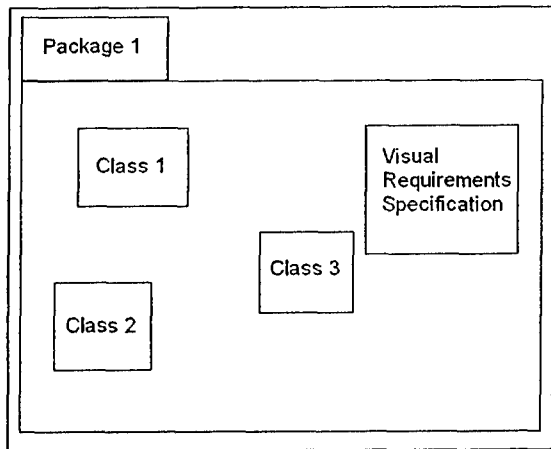 Package 1
Class 1
Visual
Requirements
Specification
Class 3
Class 2